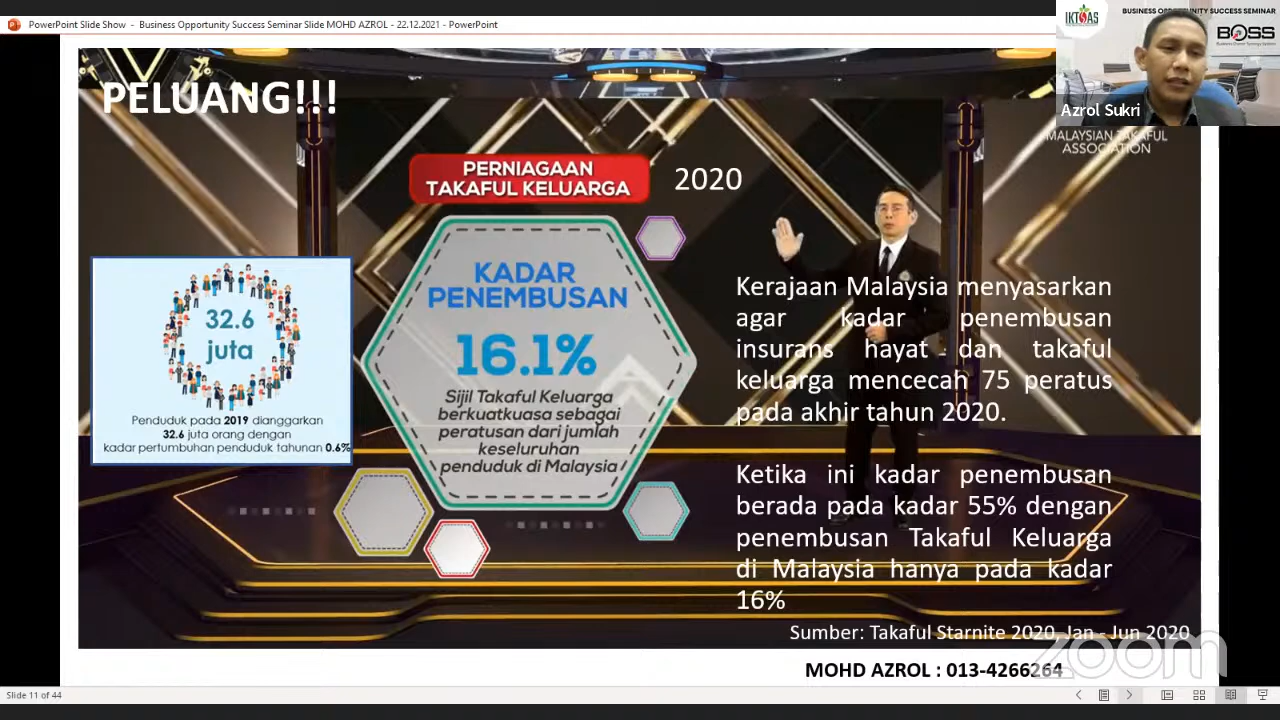 PowerPoint Slide Show - Business Opportunity Success Seminar Slide MOHD AZROL - 22.12.2021 - PowerPoint
IKTOAS
BUSINESS OPPORTUNITY SUCCESS SEMINAR
BOSS
Azrol Sukri
PELUANG!!!
MALAYSIAN TAKAFUL
ASSOCIATION
PERNIAGAAN
TAKAFUL KELUARGA
2020
KADAR
PENEMBUSAN
16.1%
Sijil Takaful Keluarga
berkuatkuasa sebagai
peratusan dari jumlah
keseluruhan
penduduk di Malaysia
32.6
juta
Penduduk pada 2019 dianggarkan
32.6 juta orang dengan
kadar pertumbuhan penduduk tahunan 0.6%
Kerajaan Malaysia menyasarkan
agar kadar penembusan
insurans hayat dan takaful
keluarga mencecah 75 peratus
pada akhir tahun 2020.
Ketika ini kadar penembusan
berada pada kadar 55% dengan
penembusan Takaful Keluarga
di Malaysia hanya pada kadar
16%
Sumber: Takaful Starnite 2020, Jan - Jun 2020
zoom
MOHD AZROL : 013-4266264
Slide 11 of 44